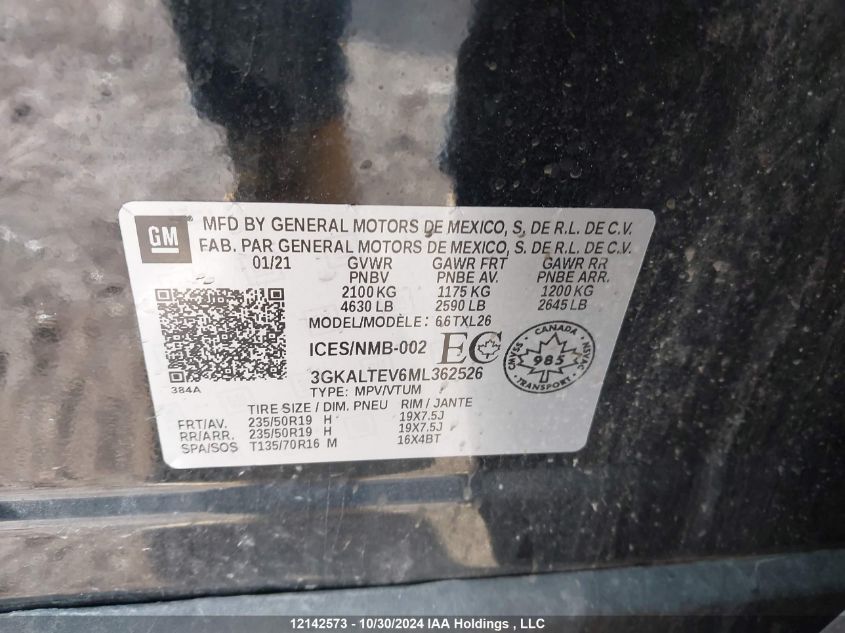 GM
MFD BY GENERAL MOTORS DE MEXICO, S. DE R.L. DE C.V.
FAB. PAR GENERAL MOTORS DE MEXICO, S. DE R.L. DE C.V.
01/21 GVWR GAWR FRT GAWR RR
PNBV PNBE AV. PNBE ARR.
2100 KG 1175 KG 1200 KG
4630 LB 2590 LB 2645 LB
MODEL/MODÈLE: 66TXL26
ICES/NMB-002 EC
CANADA
CMVSS 985 NSVAC
384A
3GKALTEV6ML362526
TYPE: MPV/VTUM
TIRE SIZE / DIM. PNEU RIM / JANTE
FRT/AV. 235/50R19 H 19X7.5J
RR/ARR. 235/50R19 H 19X7.5J
SPA/SOS T135/70R16 M 16X4BT
12142573 - 10/30/2024 IAA Holdings , LLC